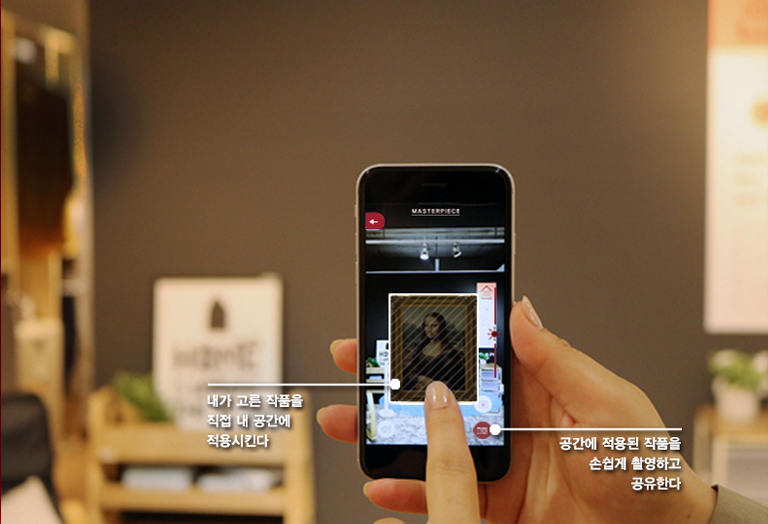 MASTERPIECE
HOME
내가 고른 작품을
직접 내 공간에
적용시킨다
공간에 적용된 작품을
손쉽게 촬영하고
공유한다